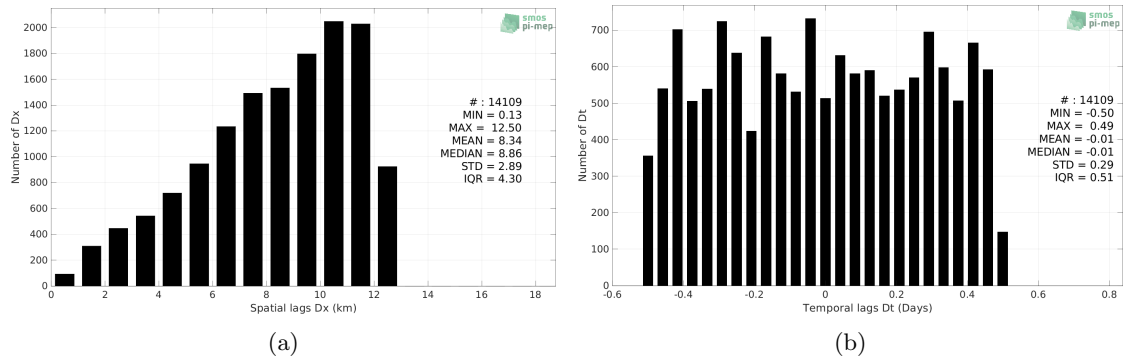 2000
1800
1600
1400
1200
1000
800
600
400
200
0
Number of Dx
0 2 4 6 8 10 12 14 16 18
Spatial lags Dx (km)
smos
pi-mep
# : 14109
MIN = 0.13
MAX = 12.50
MEAN = 8.34
MEDIAN = 8.86
STD = 2.89
IQR = 4.30
(a)
700
600
500
400
300
200
100
0
Number of Dt
-0.6 -0.4 -0.2 0 0.2 0.4 0.6 0.8
Temporal lags Dt (Days)
smos
pi-mep
# : 14109
MIN = -0.50
MAX = 0.49
MEAN = -0.01
MEDIAN = -0.01
STD = 0.29
IQR = 0.51
(b)